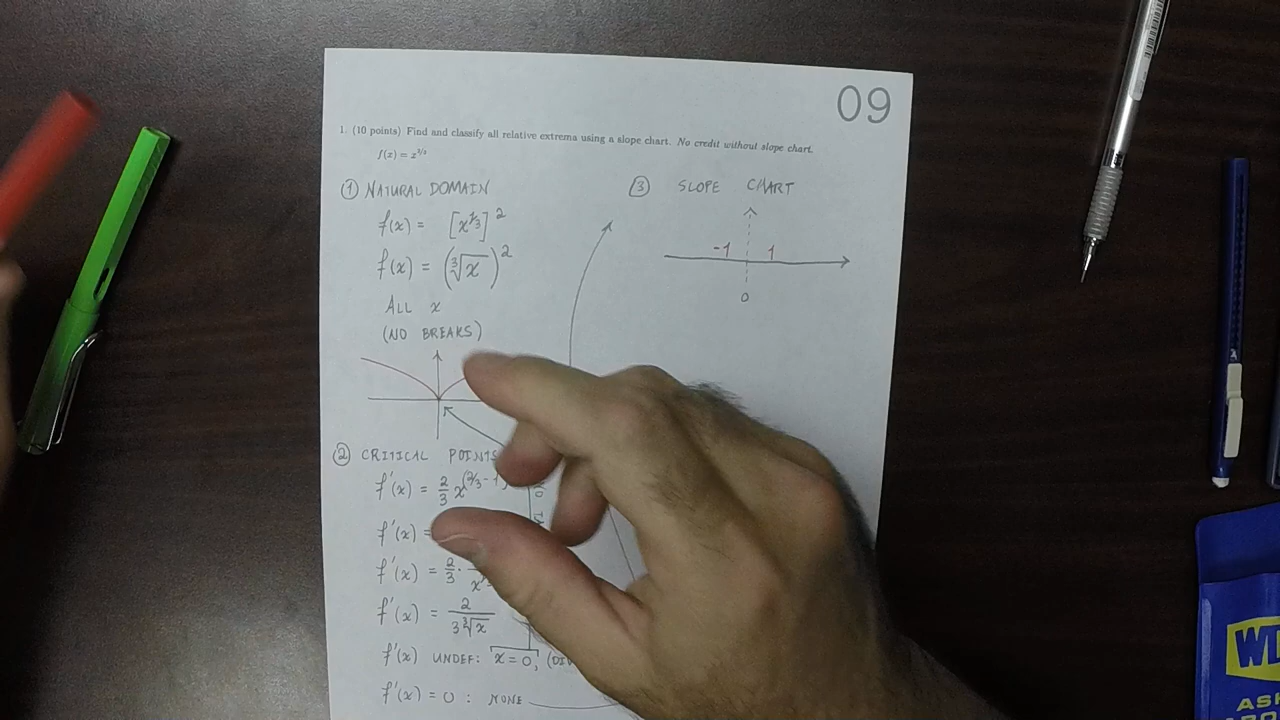 09
1. (10 points) Find and classify all relative extrema using a slope chart. No credit without slope chart.
f(x) = x^{2/3}
① NATURAL DOMAIN
f(x) = [x^{1/3}]^2
f(x) = (∛x)^2
ALL x
(NO BREAKS)
② CRITICAL POINTS
f'(x) = 2/3 x^{(2/3 - 1)}
f'(x) =
f'(x) = 2/3 ·
f'(x) = 2/(3∛x)
f'(x) UNDEF: x = 0,
f'(x) = 0 : NONE
③ SLOPE CHART
-1 1
0